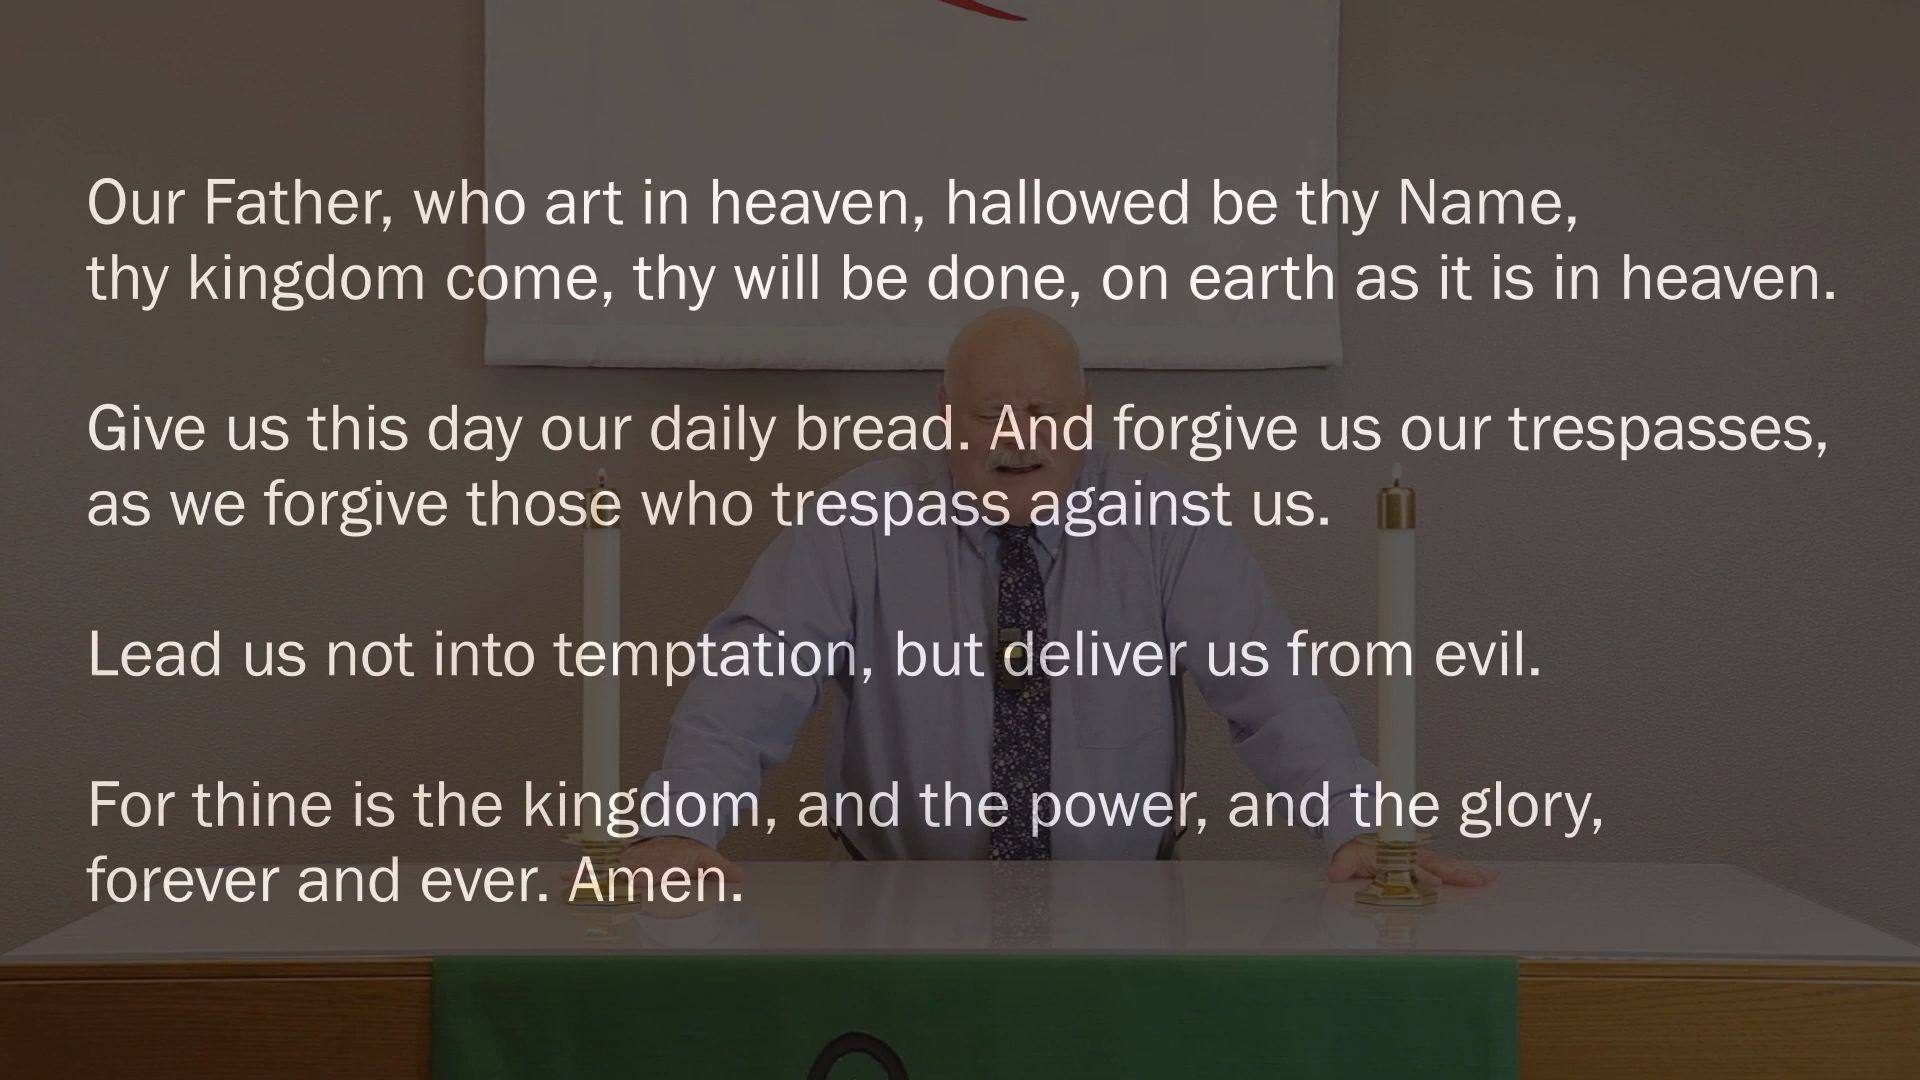 Our Father, who art in heaven, hallowed be thy Name,
thy kingdom come, thy will be done, on earth as it is in heaven.
Give us this day our daily bread. And forgive us our trespasses,
as we forgive those who trespass against us.
Lead us not into temptation, but deliver us from evil.
For thine is the kingdom, and the power, and the glory,
forever and ever. Amen.